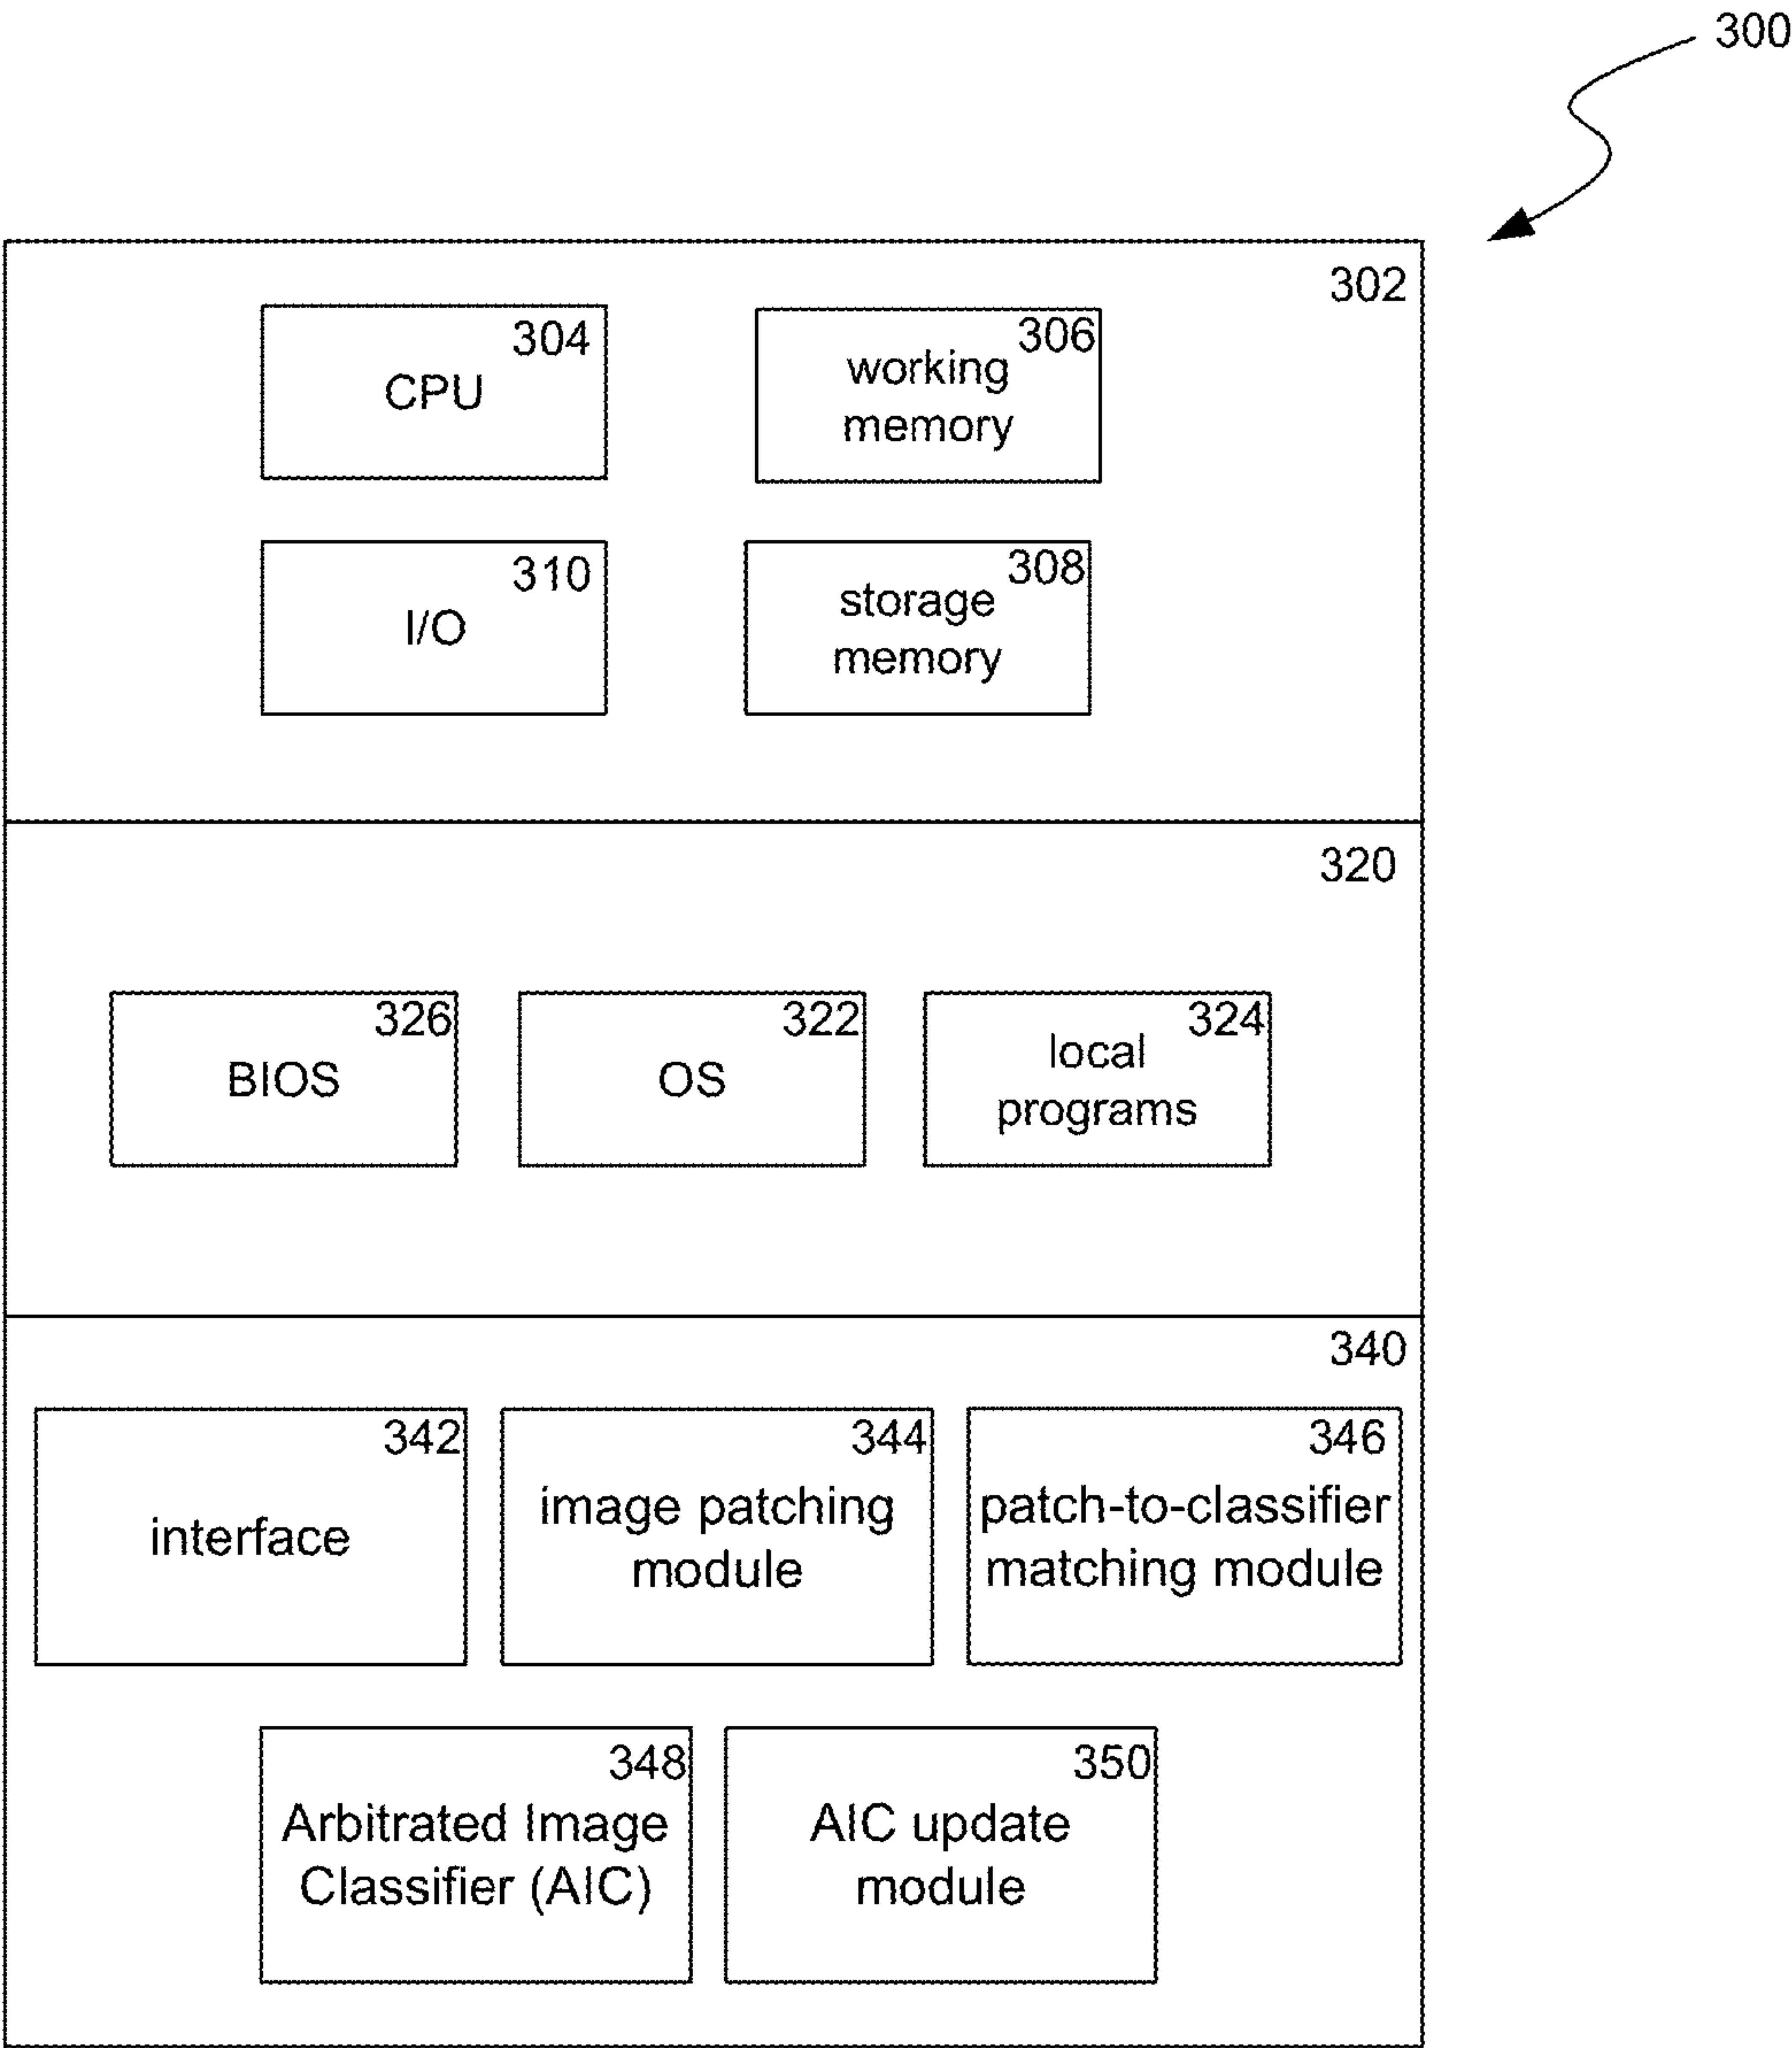 300
302
304
CPU
306
working
memory
310
I/O
308
storage
memory
320
326
BIOS
322
OS
324
local
programs
340
342
interface
344
image patching
module
346
patch-to-classifier
matching module
348
Arbitrated Image
Classifier (AIC)
350
AIC update
module